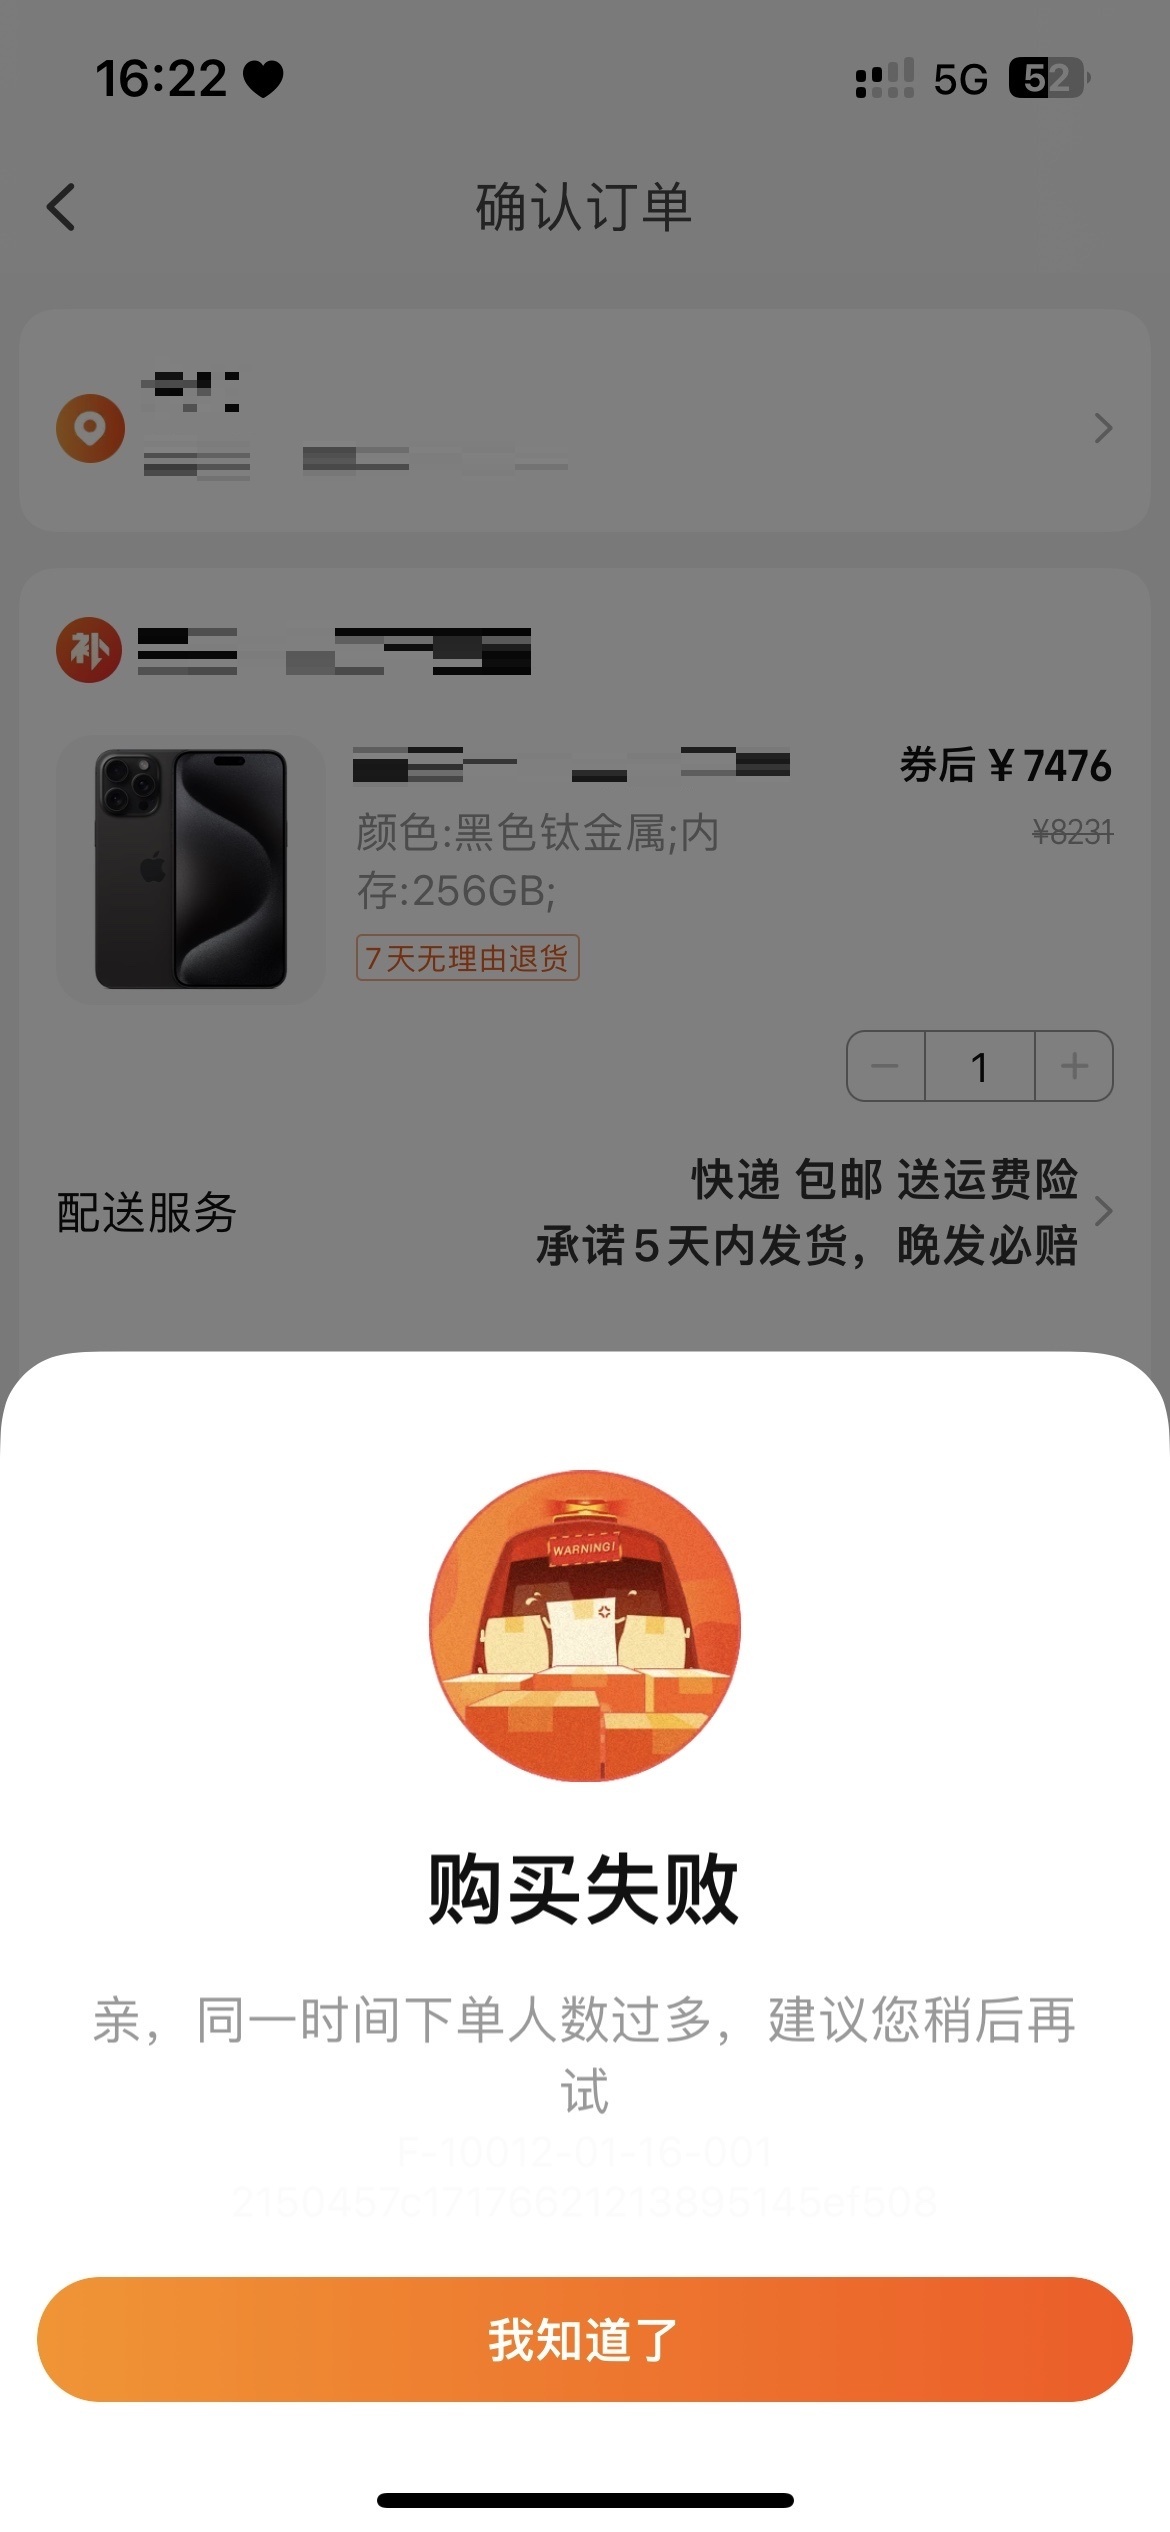 16:22
5G
52
确认订单
补
券后 ¥7476
¥8231
颜色:黑色钛金属;内
存:256GB;
7天无理由退货
1
快递 包邮 送运费险
配送服务
承诺5天内发货，晚发必赔
WARNING!
购买失败
亲，同一时间下单人数过多，建议您稍后再
试
F-10012-01-16-001
2150457c17176621213895145ef508
我知道了